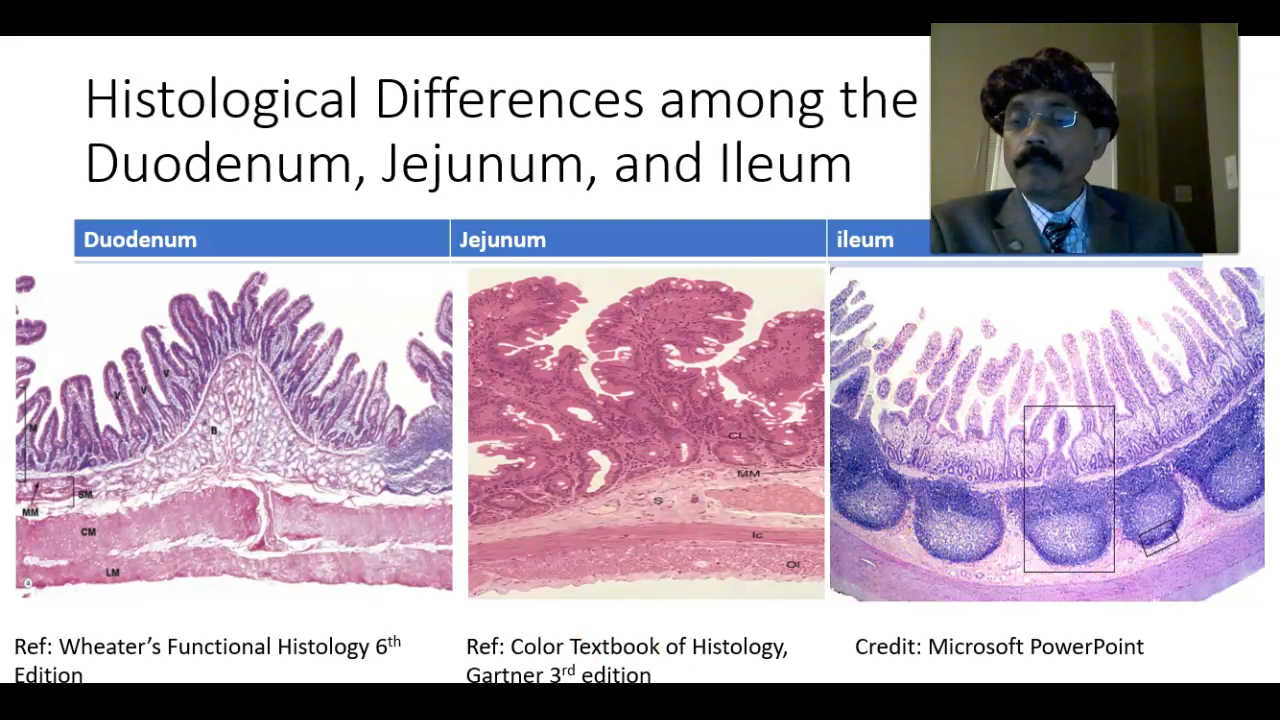 Histological Differences among the
Duodenum, Jejunum, and Ileum
Duodenum
Jejunum
ileum
V
V
V
M
B
SM
MM
CM
LM
CL
MM
S
Ic
Ol
Ref: Wheater's Functional Histology 6th
Edition
Ref: Color Textbook of Histology,
Gartner 3rd edition
Credit: Microsoft PowerPoint